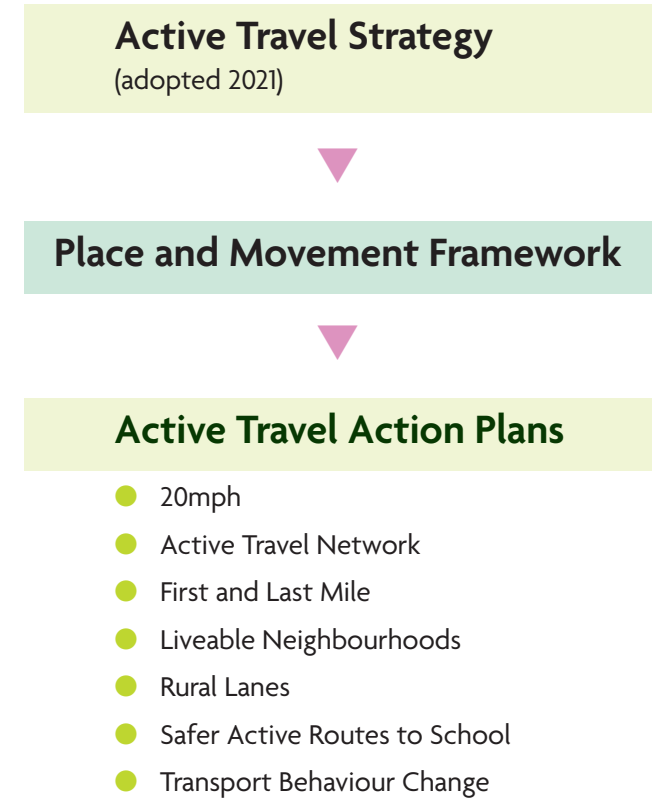 Active Travel Strategy
(adopted 2021)
Place and Movement Framework
Active Travel Action Plans
20mph
Active Travel Network
First and Last Mile
Liveable Neighbourhoods
Rural Lanes
Safer Active Routes to School
Transport Behaviour Change